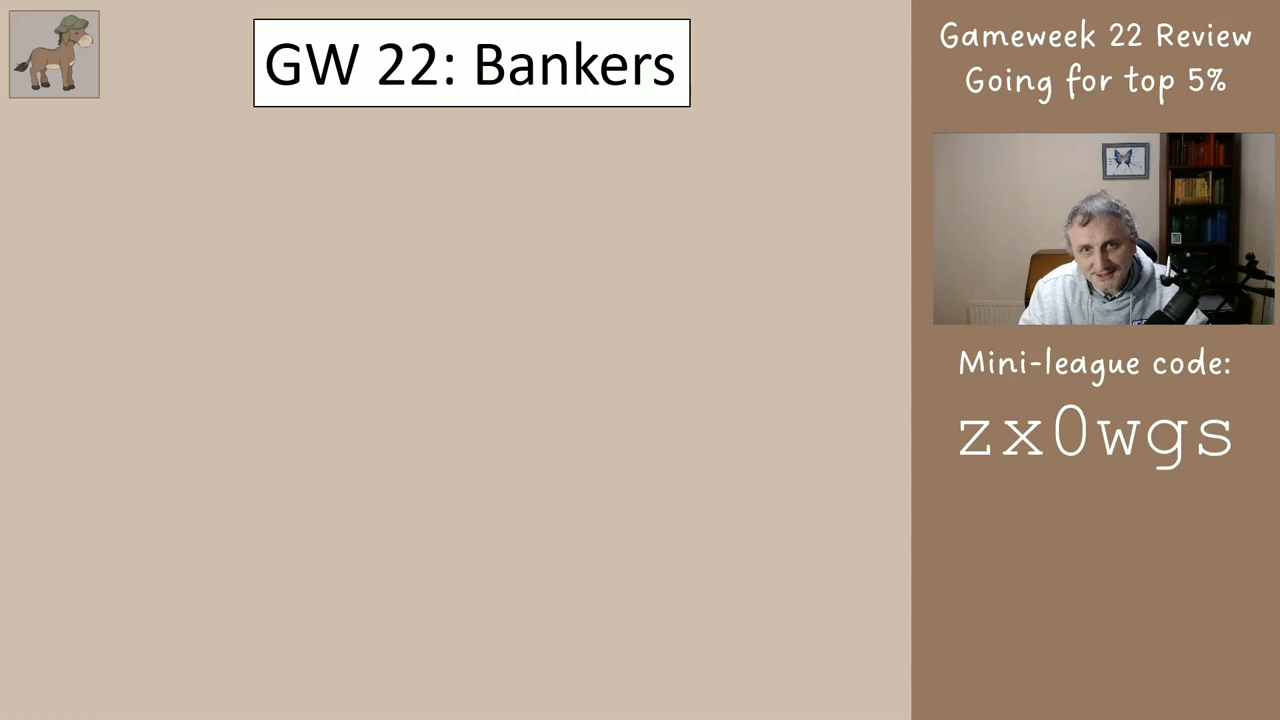 GW 22: Bankers
Gameweek 22 Review
Going for top 5%
Mini-league code:
zx0wgs